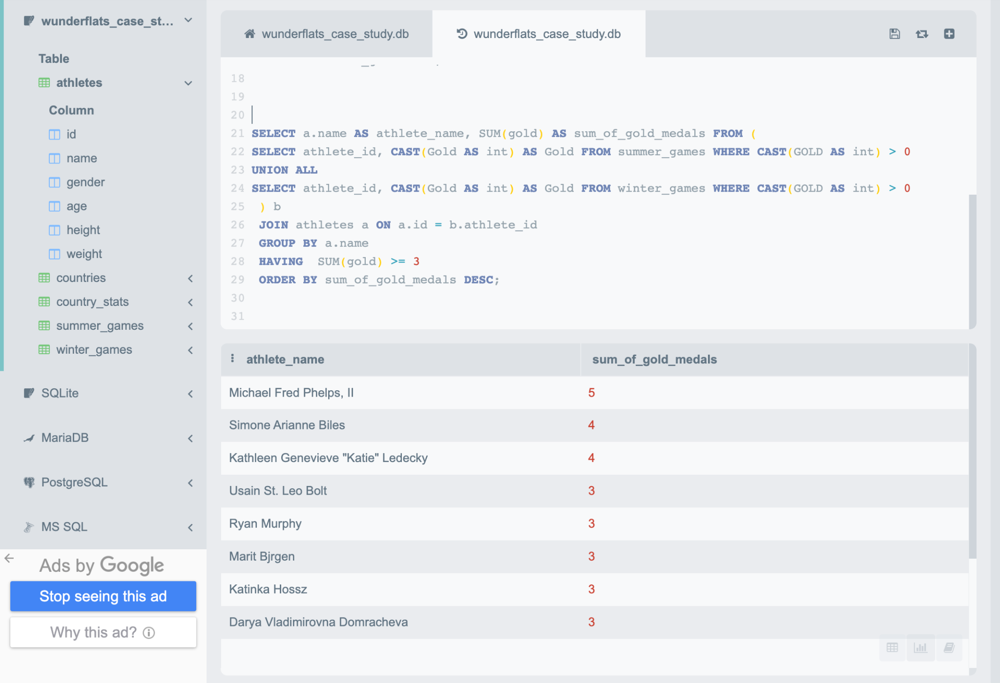 wunderflats_case_st...
Table
athletes
Column
id
name
gender
age
height
weight
countries
country_stats
summer_games
winter_games
SQLite
MariaDB
PostgreSQL
MS SQL
Ads by Google
Stop seeing this ad
Why this ad?
wunderflats_case_study.db
wunderflats_case_study.db
18
19
20
21 SELECT a.name AS athlete_name, SUM(gold) AS sum_of_gold_medals FROM (
22 SELECT athlete_id, CAST(Gold AS int) AS Gold FROM summer_games WHERE CAST(GOLD AS int) > 0
23 UNION ALL
24 SELECT athlete_id, CAST(Gold AS int) AS Gold FROM winter_games WHERE CAST(GOLD AS int) > 0
25 ) b
26 JOIN athletes a ON a.id = b.athlete_id
27 GROUP BY a.name
28 HAVING  SUM(gold) >= 3
29 ORDER BY sum_of_gold_medals DESC;
30
31
athlete_name sum_of_gold_medals
Michael Fred Phelps, II 5
Simone Arianne Biles 4
Kathleen Genevieve "Katie" Ledecky 4
Usain St. Leo Bolt 3
Ryan Murphy 3
Marit Bjrgen 3
Katinka Hossz 3
Darya Vladimirovna Domracheva 3